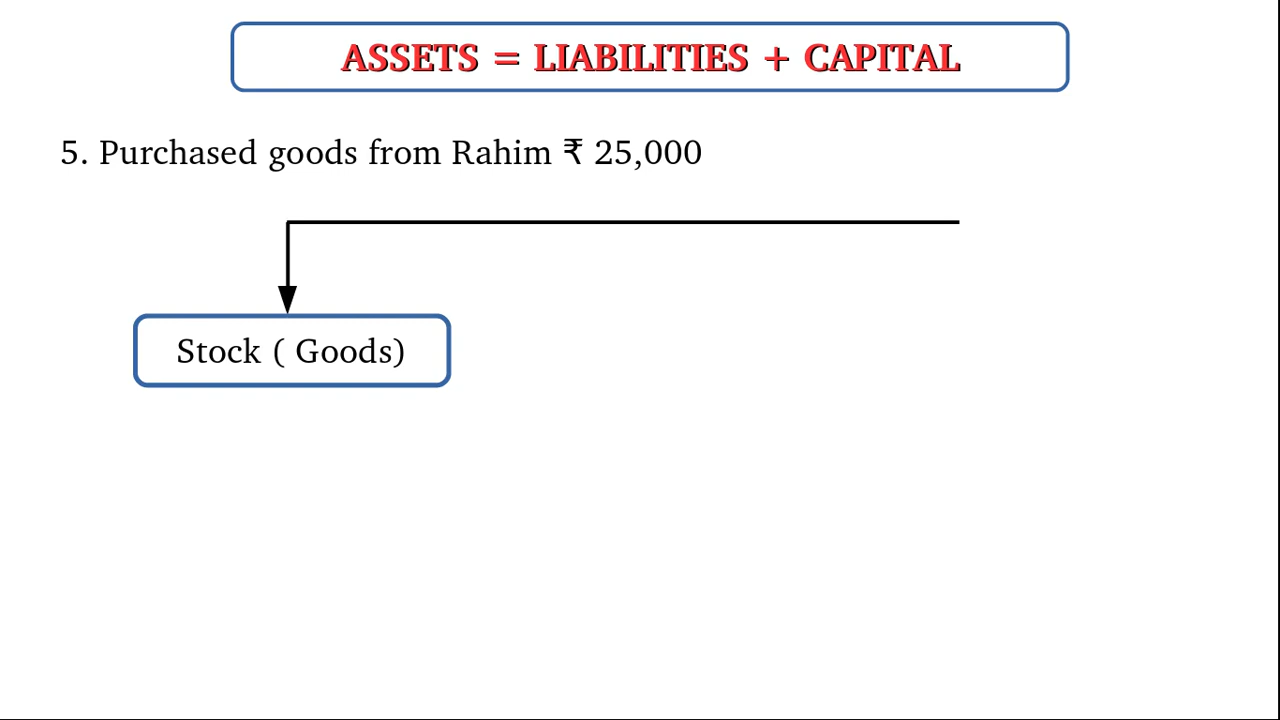 ASSETS = LIABILITIES + CAPITAL
5. Purchased goods from Rahim ₹ 25,000
Stock ( Goods)